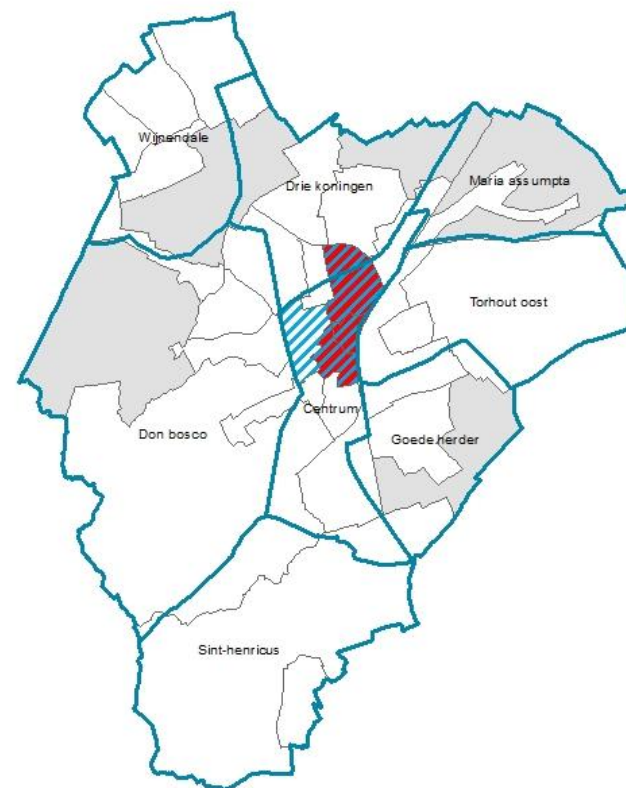 Wijnendale
Drie koningen
Maria assumpta
Torhout oost
Centrum
Don bosco
Goede herder
Sint-henricus